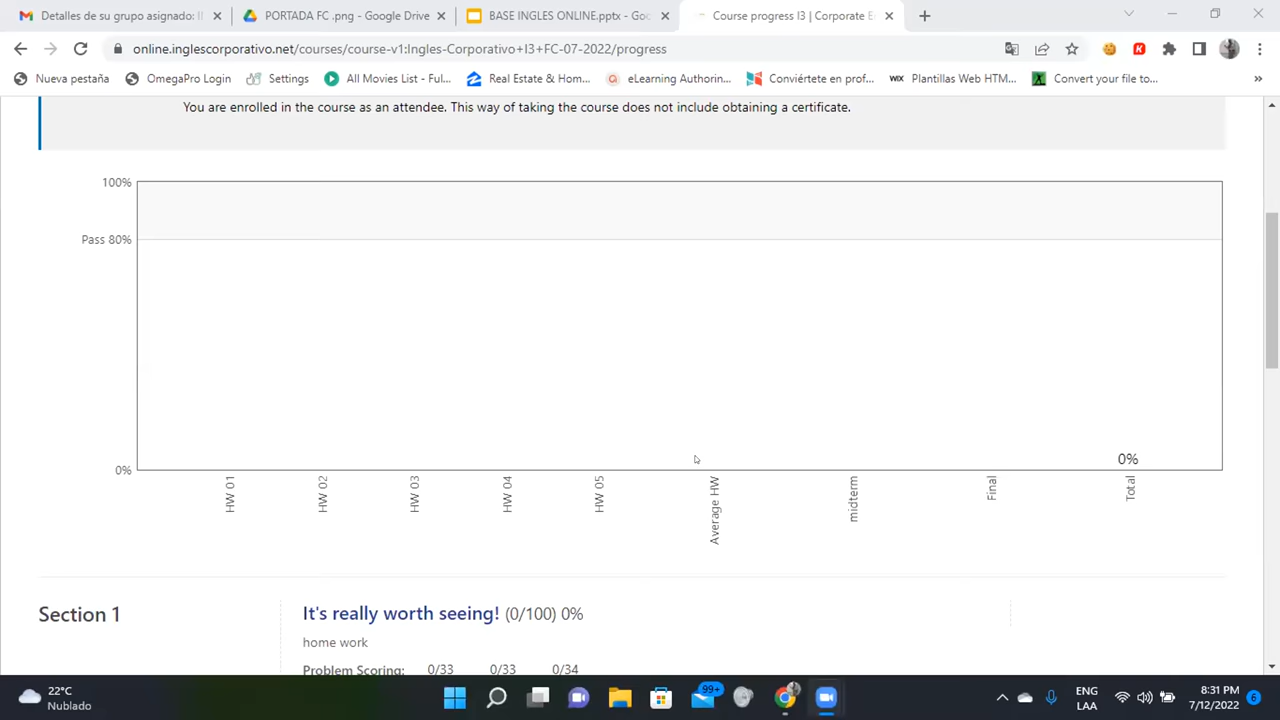 Detalles de su grupo asignado: I
PORTADA FC .png - Google Drive
BASE INGLES ONLINE.pptx - Goo
Course progress I3 | Corporate E
online.inglescorporativo.net/courses/course-v1:Ingles-Corporativo+I3+FC-07-2022/progress
Nueva pestaña
OmegaPro Login
Settings
All Movies List - Ful...
Real Estate & Hom...
eLearning Authorin...
Conviértete en prof...
WIX Plantillas Web HTM...
Convert your file to...
You are enrolled in the course as an attendee. This way of taking the course does not include obtaining a certificate.
100%
Pass 80%
0%
0%
HW 01
HW 02
HW 03
HW 04
HW 05
Average HW
midterm
Final
Total
Section 1
It's really worth seeing! (0/100) 0%
home work
Problem Scoring: 0/33 0/33 0/34
22°C
Nublado
99+
ENG
LAA
8:31 PM
7/12/2022
6